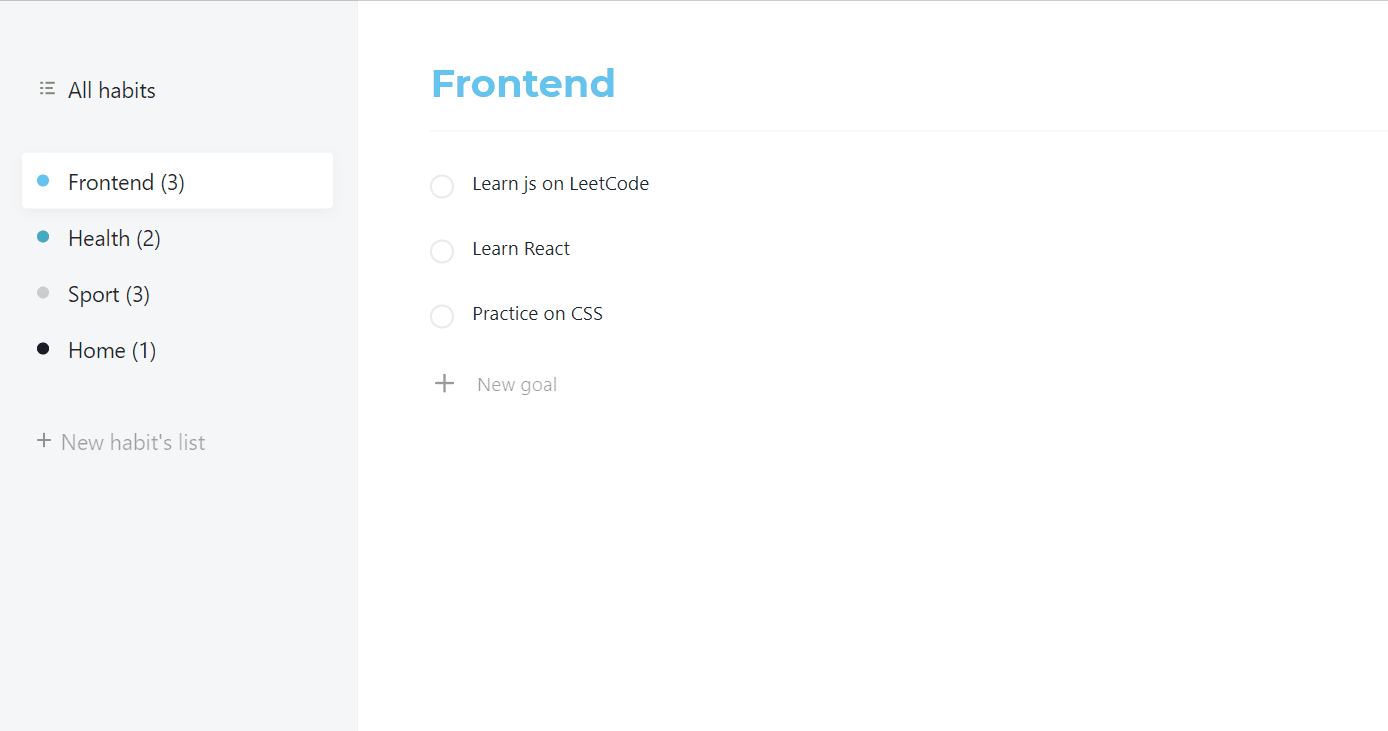 All habits
Frontend (3)
Health (2)
Sport (3)
Home (1)
New habit's list
Frontend
Learn js on LeetCode
Learn React
Practice on CSS
New goal